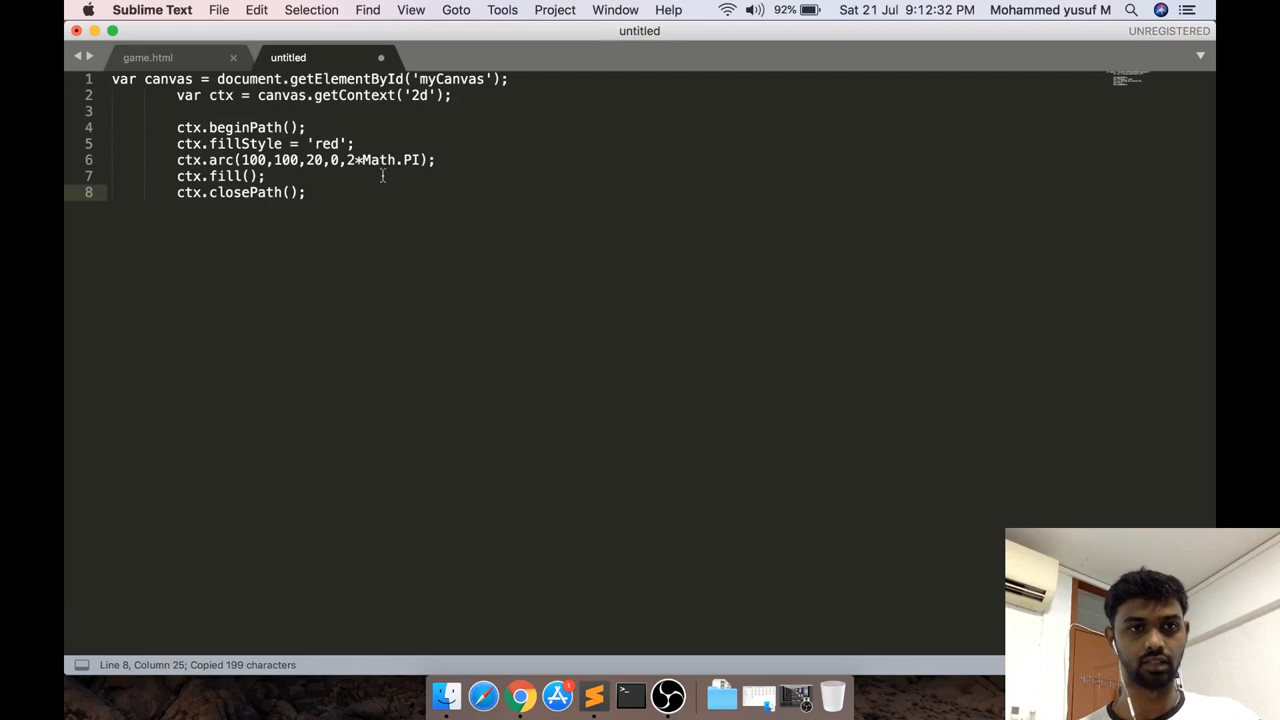 Sublime Text File Edit Selection Find View Goto Tools Project Window Help 92% Sat 21 Jul 9:12:32 PM Mohammed yusuf M
untitled UNREGISTERED
game.html untitled
1 var canvas = document.getElementById('myCanvas');
2 var ctx = canvas.getContext('2d');
3
4 ctx.beginPath();
5 ctx.fillStyle = 'red';
6 ctx.arc(100,100,20,0,2*Math.PI);
7 ctx.fill();
8 ctx.closePath();
Line 8, Column 25; Copied 199 characters
1